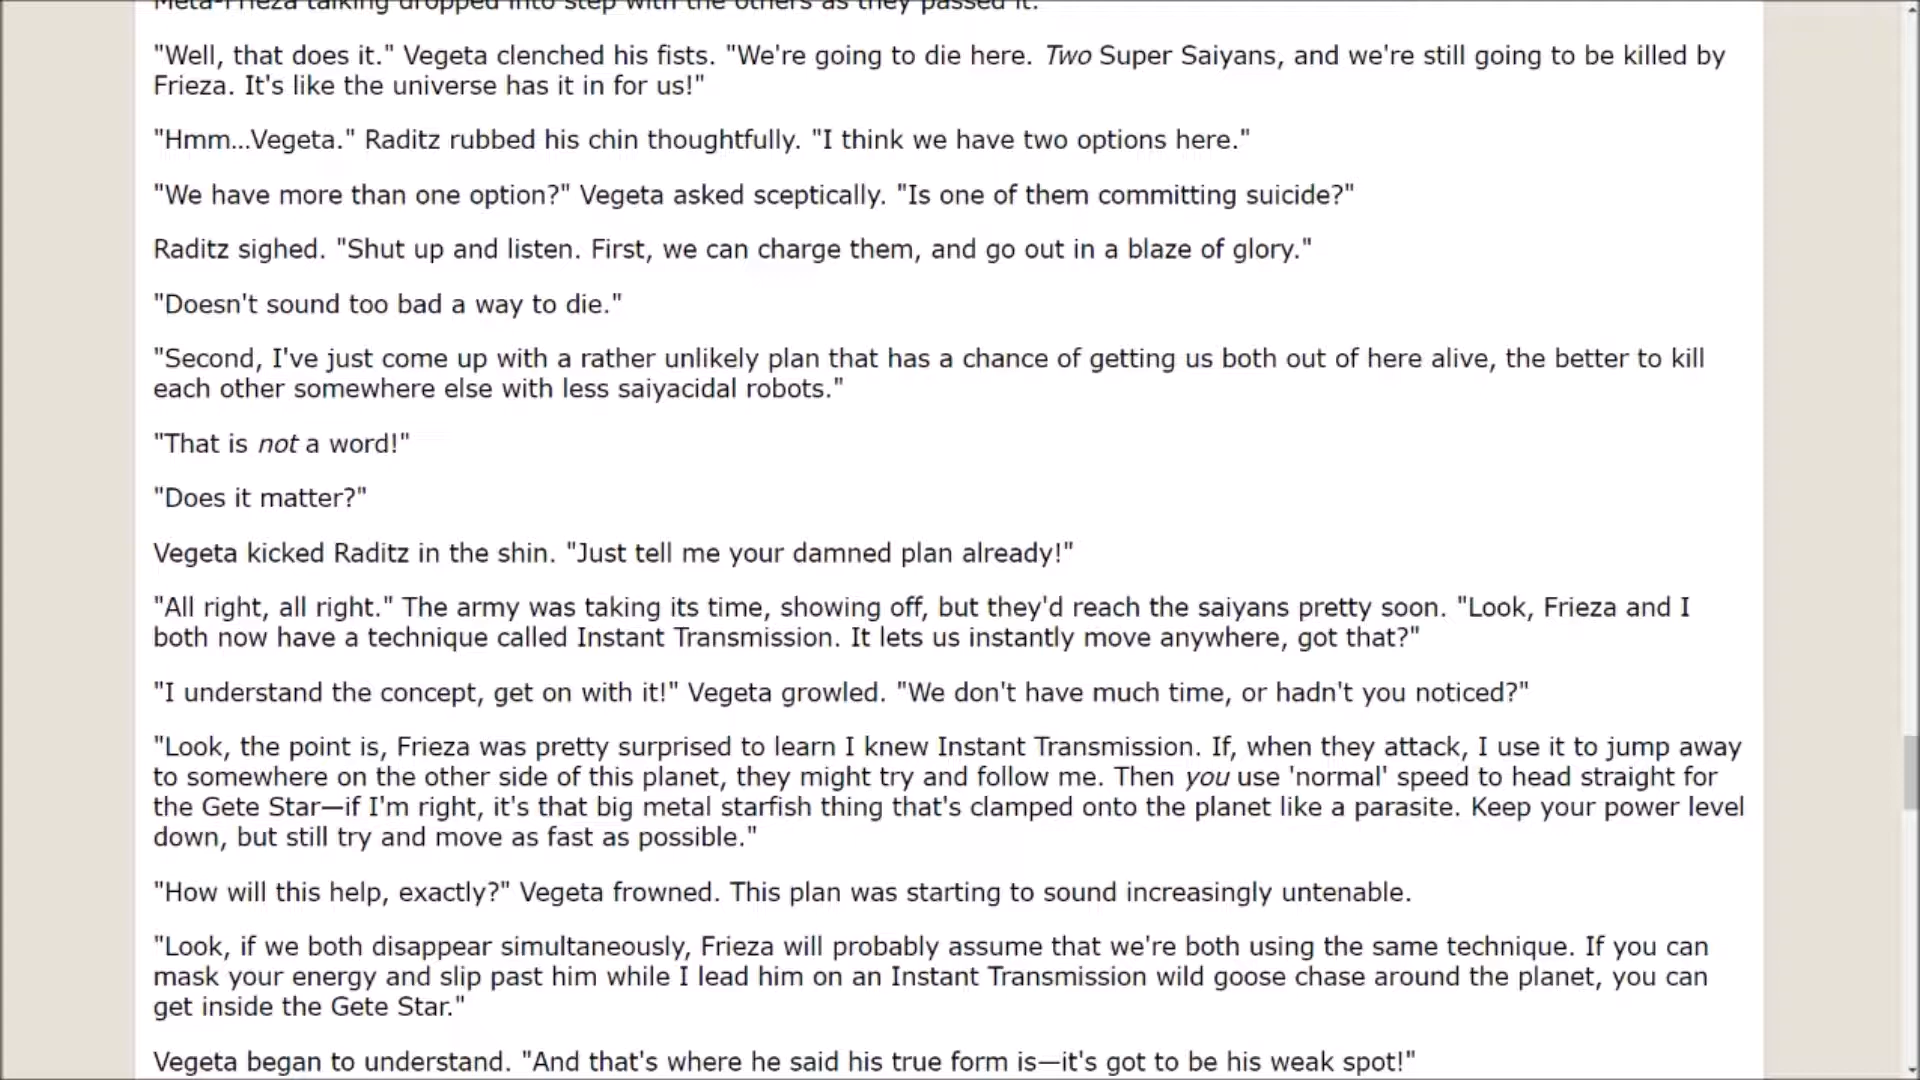 Meta-Frieza talking dropped into step with the others as they passed it.
"Well, that does it." Vegeta clenched his fists. "We're going to die here. Two Super Saiyans, and we're still going to be killed by
Frieza. It's like the universe has it in for us!"
"Hmm...Vegeta." Raditz rubbed his chin thoughtfully. "I think we have two options here."
"We have more than one option?" Vegeta asked sceptically. "Is one of them committing suicide?"
Raditz sighed. "Shut up and listen. First, we can charge them, and go out in a blaze of glory."
"Doesn't sound too bad a way to die."
"Second, I've just come up with a rather unlikely plan that has a chance of getting us both out of here alive, the better to kill
each other somewhere else with less saiyacidal robots."
"That is not a word!"
"Does it matter?"
Vegeta kicked Raditz in the shin. "Just tell me your damned plan already!"
"All right, all right." The army was taking its time, showing off, but they'd reach the saiyans pretty soon. "Look, Frieza and I
both now have a technique called Instant Transmission. It lets us instantly move anywhere, got that?"
"I understand the concept, get on with it!" Vegeta growled. "We don't have much time, or hadn't you noticed?"
"Look, the point is, Frieza was pretty surprised to learn I knew Instant Transmission. If, when they attack, I use it to jump away
to somewhere on the other side of this planet, they might try and follow me. Then you use 'normal' speed to head straight for
the Gete Star—if I'm right, it's that big metal starfish thing that's clamped onto the planet like a parasite. Keep your power level
down, but still try and move as fast as possible."
"How will this help, exactly?" Vegeta frowned. This plan was starting to sound increasingly untenable.
"Look, if we both disappear simultaneously, Frieza will probably assume that we're both using the same technique. If you can
mask your energy and slip past him while I lead him on an Instant Transmission wild goose chase around the planet, you can
get inside the Gete Star."
Vegeta began to understand. "And that's where he said his true form is—it's got to be his weak spot!"